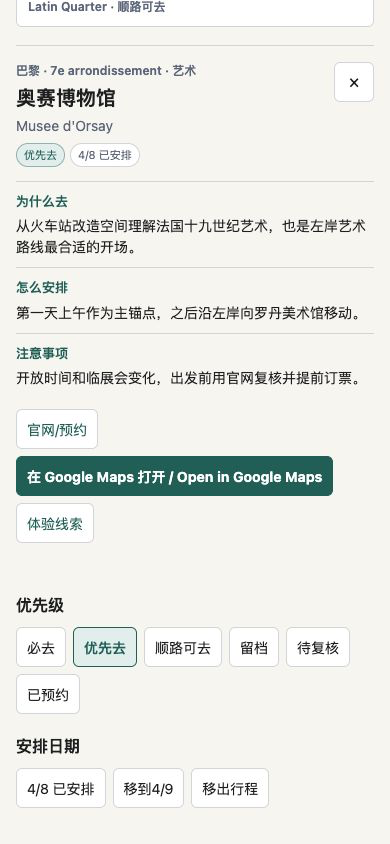 Latin Quarter · 顺路可去
巴黎 · 7e arrondissement · 艺术
奥赛博物馆
Musee d'Orsay
优先去
4/8 已安排
为什么去
从火车站改造空间理解法国十九世纪艺术，也是左岸艺术
路线最合适的开场。
怎么安排
第一天上午作为主锚点，之后沿左岸向罗丹美术馆移动。
注意事项
开放时间和临展会变化，出发前用官网复核并提前订票。
官网/预约
在 Google Maps 打开 / Open in Google Maps
体验线索
优先级
必去 优先去 顺路可去 留档 待复核
已预约
安排日期
4/8 已安排 移到4/9 移出行程